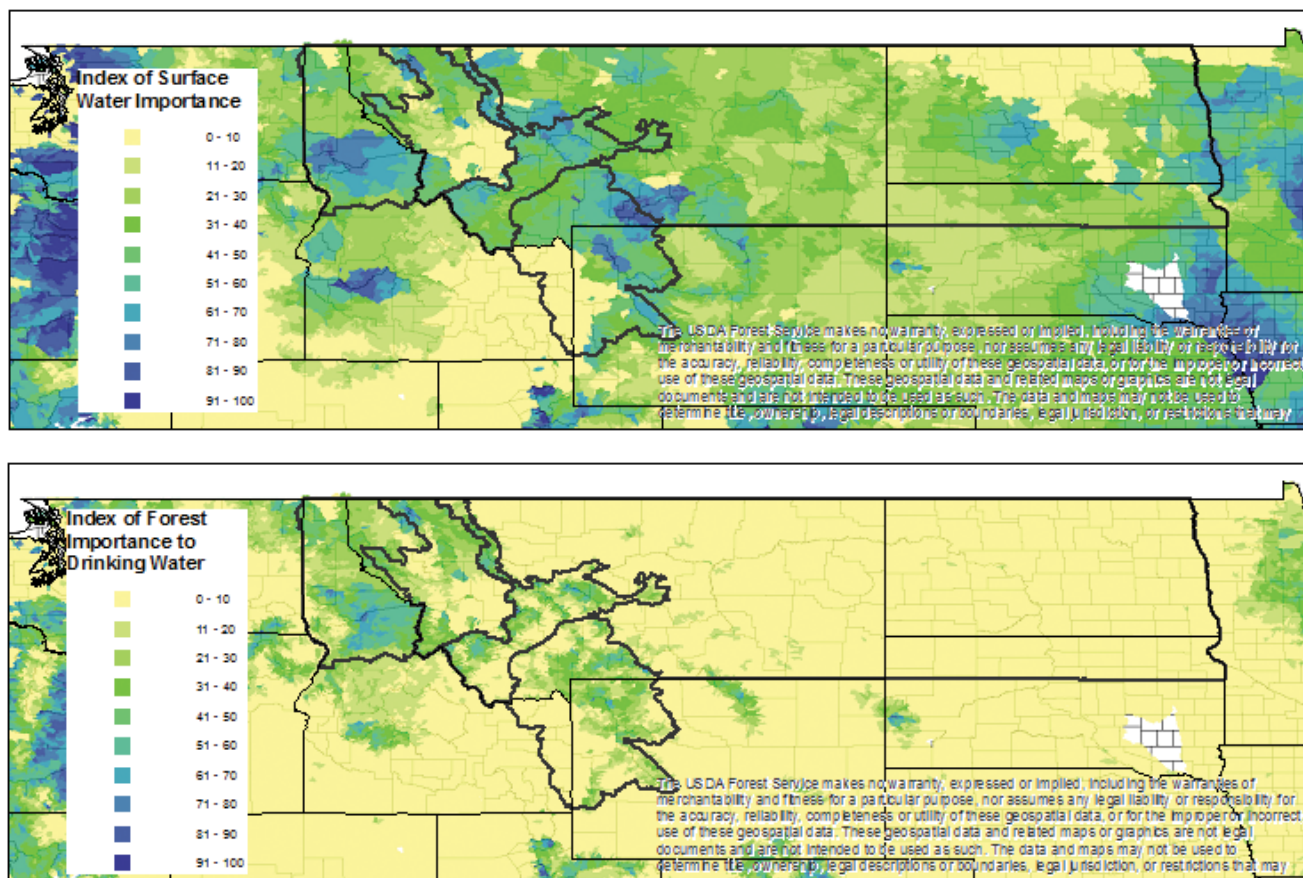 Index of Surface
Water Importance
0 - 10
11 - 20
21 - 30
31 - 40
41 - 50
51 - 60
61 - 70
71 - 80
81 - 90
91 - 100
The USDA Forest Service makes no warranty, expressed or implied, including the warranties of
merchantability and fitness for a particular purpose, nor assumes any legal liability or responsibility for
the accuracy, reliability, completeness or utility of these geospatial data, or for the improper or incorrect
use of these geospatial data. These geospatial data and related maps or graphics are not legal
documents and are not intended to be used as such. The data and maps may not be used to
determine title, ownership, legal descriptions or boundaries, legal jurisdiction, or restrictions that may
Index of Forest
Importance to
Drinking Water
0 - 10
11 - 20
21 - 30
31 - 40
41 - 50
51 - 60
61 - 70
71 - 80
81 - 90
91 - 100
The USDA Forest Service makes no warranty, expressed or implied, including the warranties of
merchantability and fitness for a particular purpose, nor assumes any legal liability or responsibility for
the accuracy, reliability, completeness or utility of these geospatial data, or for the improper or incorrect
use of these geospatial data. These geospatial data and related maps or graphics are not legal
documents and are not intended to be used as such. The data and maps may not be used to
determine title, ownership, legal descriptions or boundaries, legal jurisdiction, or restrictions that may